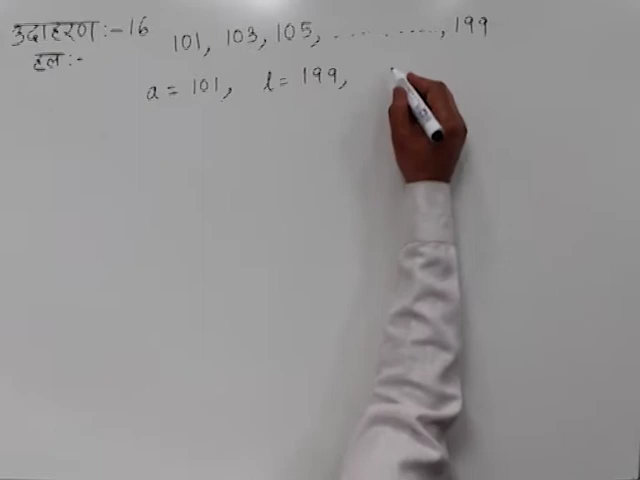 उदाहरण :- 16 101, 103, 105, ............, 199
हल :-
a = 101, l = 199,